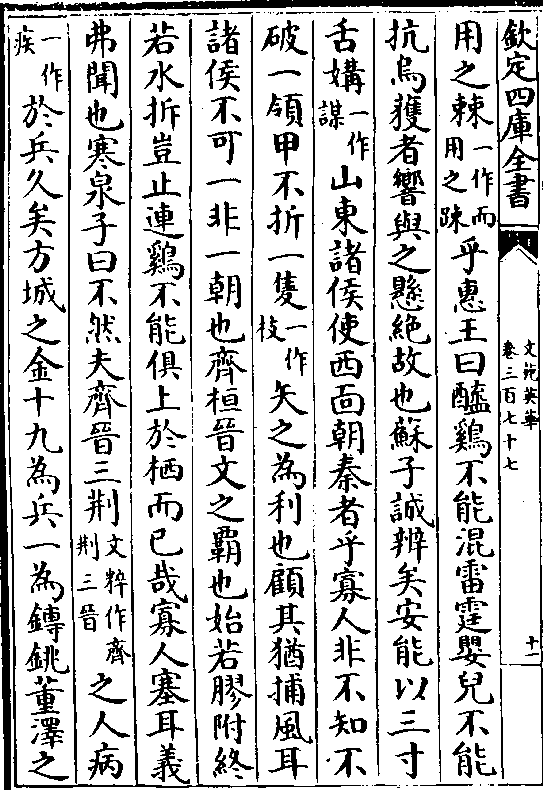 欽定四庫全書
文苑英華
卷三百七十七
十一
用之棘一作而用之踈乎惠王曰醯鷄不能混雷霆嬰兒不能
抗烏獲者響與之懸絶故也蘇子誠辨矣安能以三寸
舌媾一作謀山東諸侯使西面朝秦者乎寡人非不知不
破一領甲不折一隻一作枝矢之為利也顧其猶捕風耳
諸侯不可一非一朝也齊桓晉文之霸也始若膠附終
若水拆豈止連鷄不能俱上於栖而已哉寡人塞耳義
弗聞也寒泉子曰不然夫齊晉三荆文粹作齊荆三晉之人病
一作疾於兵久矣方城之金十九為兵一為鏄銚董澤之